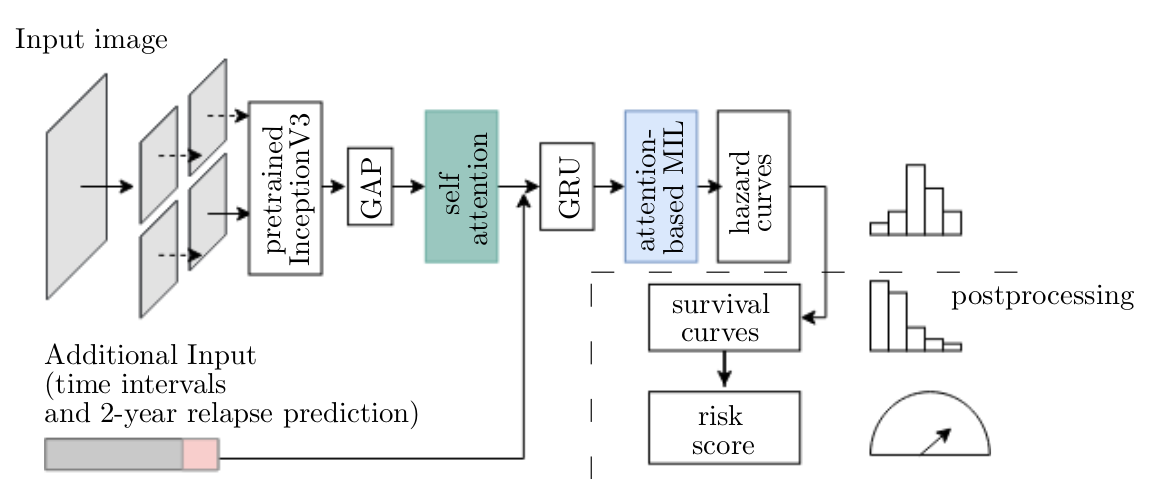 Input image
pretrained
InceptionV3
GAP
self
attention
GRU
attention-
based MIL
hazard
curves
postprocessing
survival
curves
risk
score
Additional Input
(time intervals
and 2-year relapse prediction)